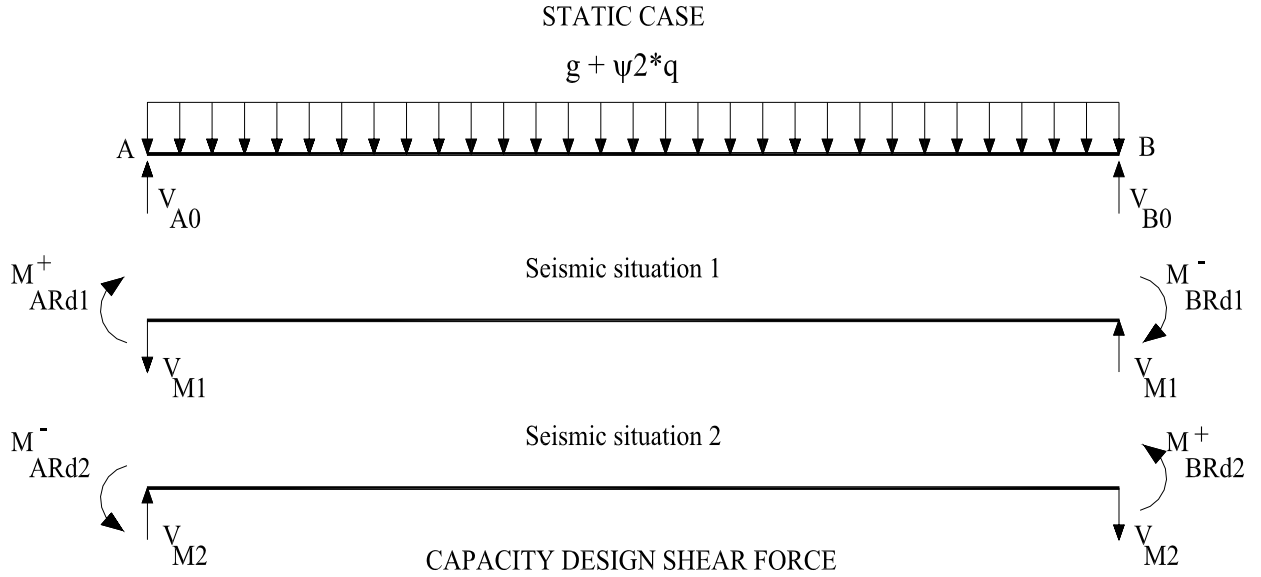 STATIC CASE
g + ψ2*q
A B
V A0 V B0
Seismic situation 1
M + ARd1 M - BRd1
V M1 V M1
Seismic situation 2
M - ARd2 M + BRd2
V M2 V M2
CAPACITY DESIGN SHEAR FORCE